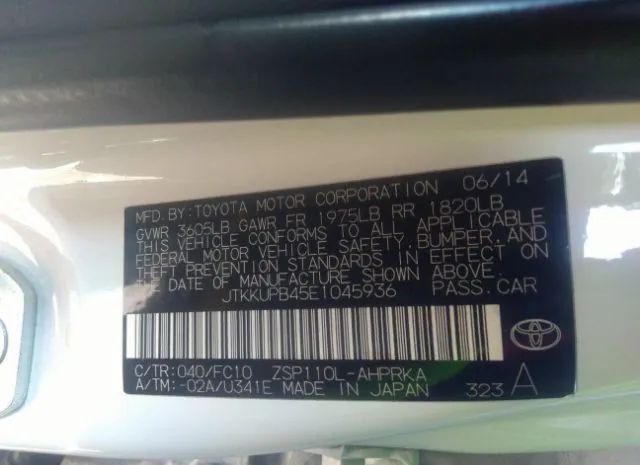 MFD. BY: TOYOTA MOTOR CORPORATION 06/14
GVWR 3605LB GAWR FR 1975LB RR 1820LB
THIS VEHICLE CONFORMS TO ALL APPLICABLE
FEDERAL MOTOR VEHICLE SAFETY, BUMPER, AND
THEFT PREVENTION STANDARDS IN EFFECT ON
THE DATE OF MANUFACTURE SHOWN ABOVE.
JTKKUPB45E1045936 PASS. CAR
C/TR: 040/FC10 ZSP110L-AHPRKA
A/TM: -02A/U341E MADE IN JAPAN 323 A